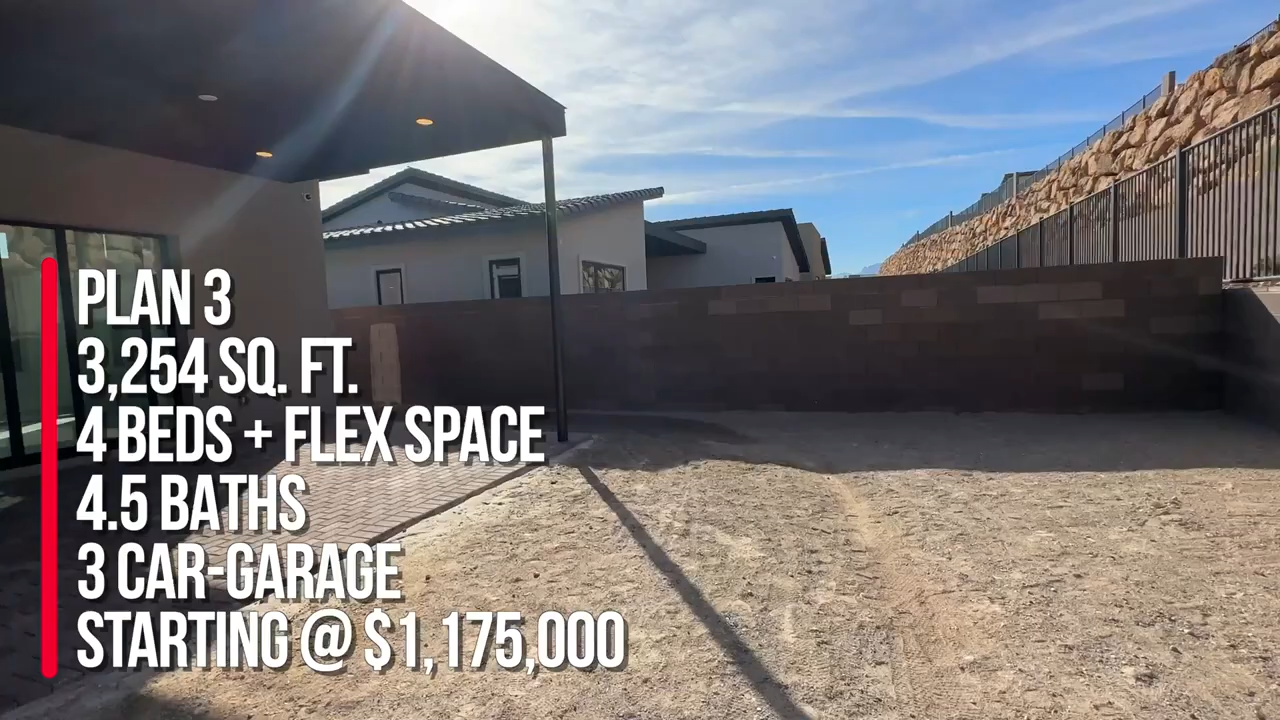 PLAN 3
3,254 SQ. FT.
4 BEDS + FLEX SPACE
4.5 BATHS
3 CAR-GARAGE
STARTING @ $1,175,000